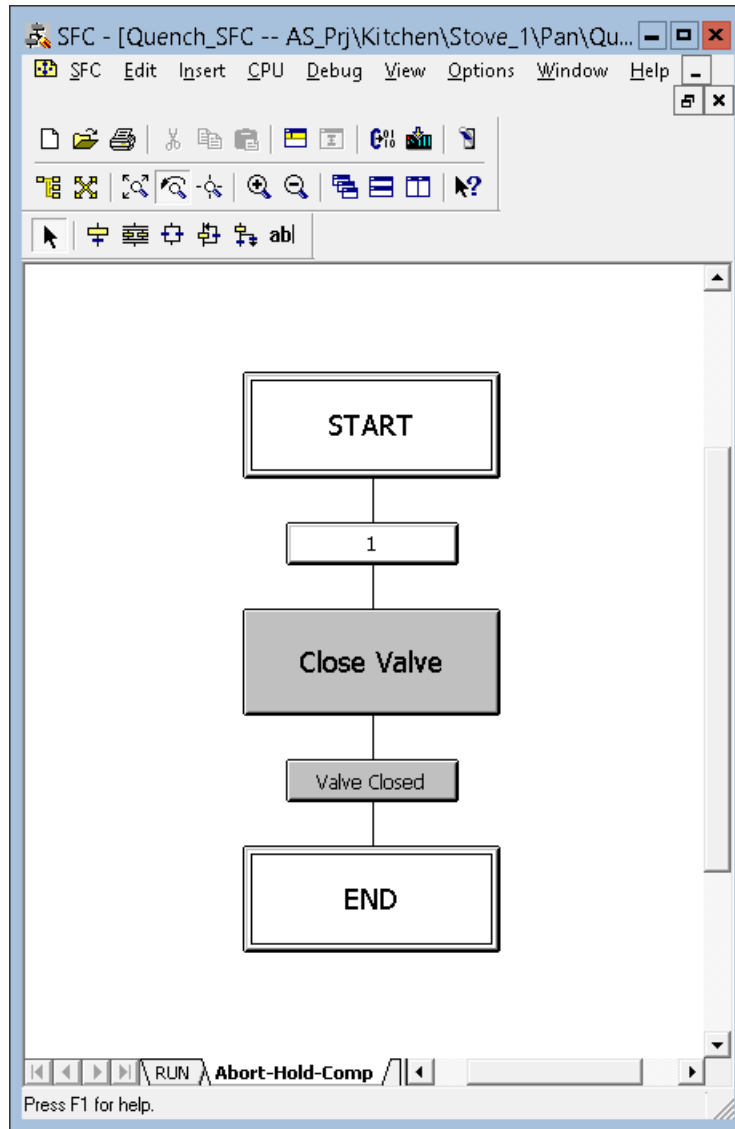 SFC - [Quench_SFC -- AS_Prj\Kitchen\Stove_1\Pan\Qu...
SFC Edit Insert CPU Debug View Options Window Help
abl
START
1
Close Valve
Valve Closed
END
RUN Abort-Hold-Comp
Press F1 for help.